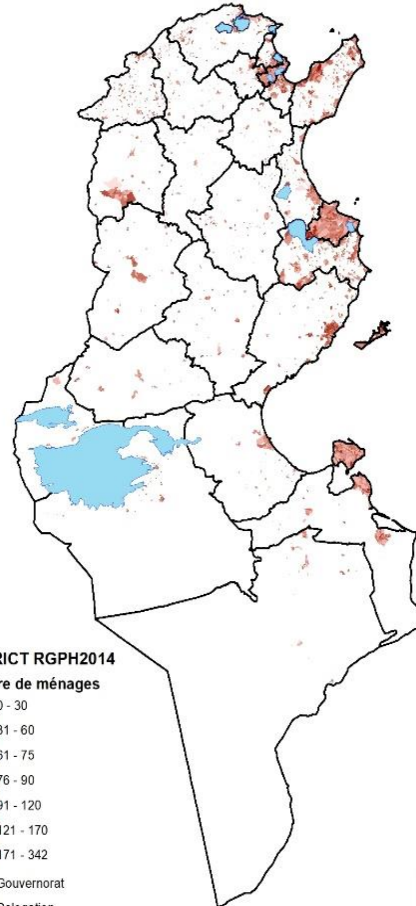 RICT RGPH2014
re de ménages
0 - 30
31 - 60
61 - 75
76 - 90
91 - 120
121 - 170
171 - 342
Gouvernorat